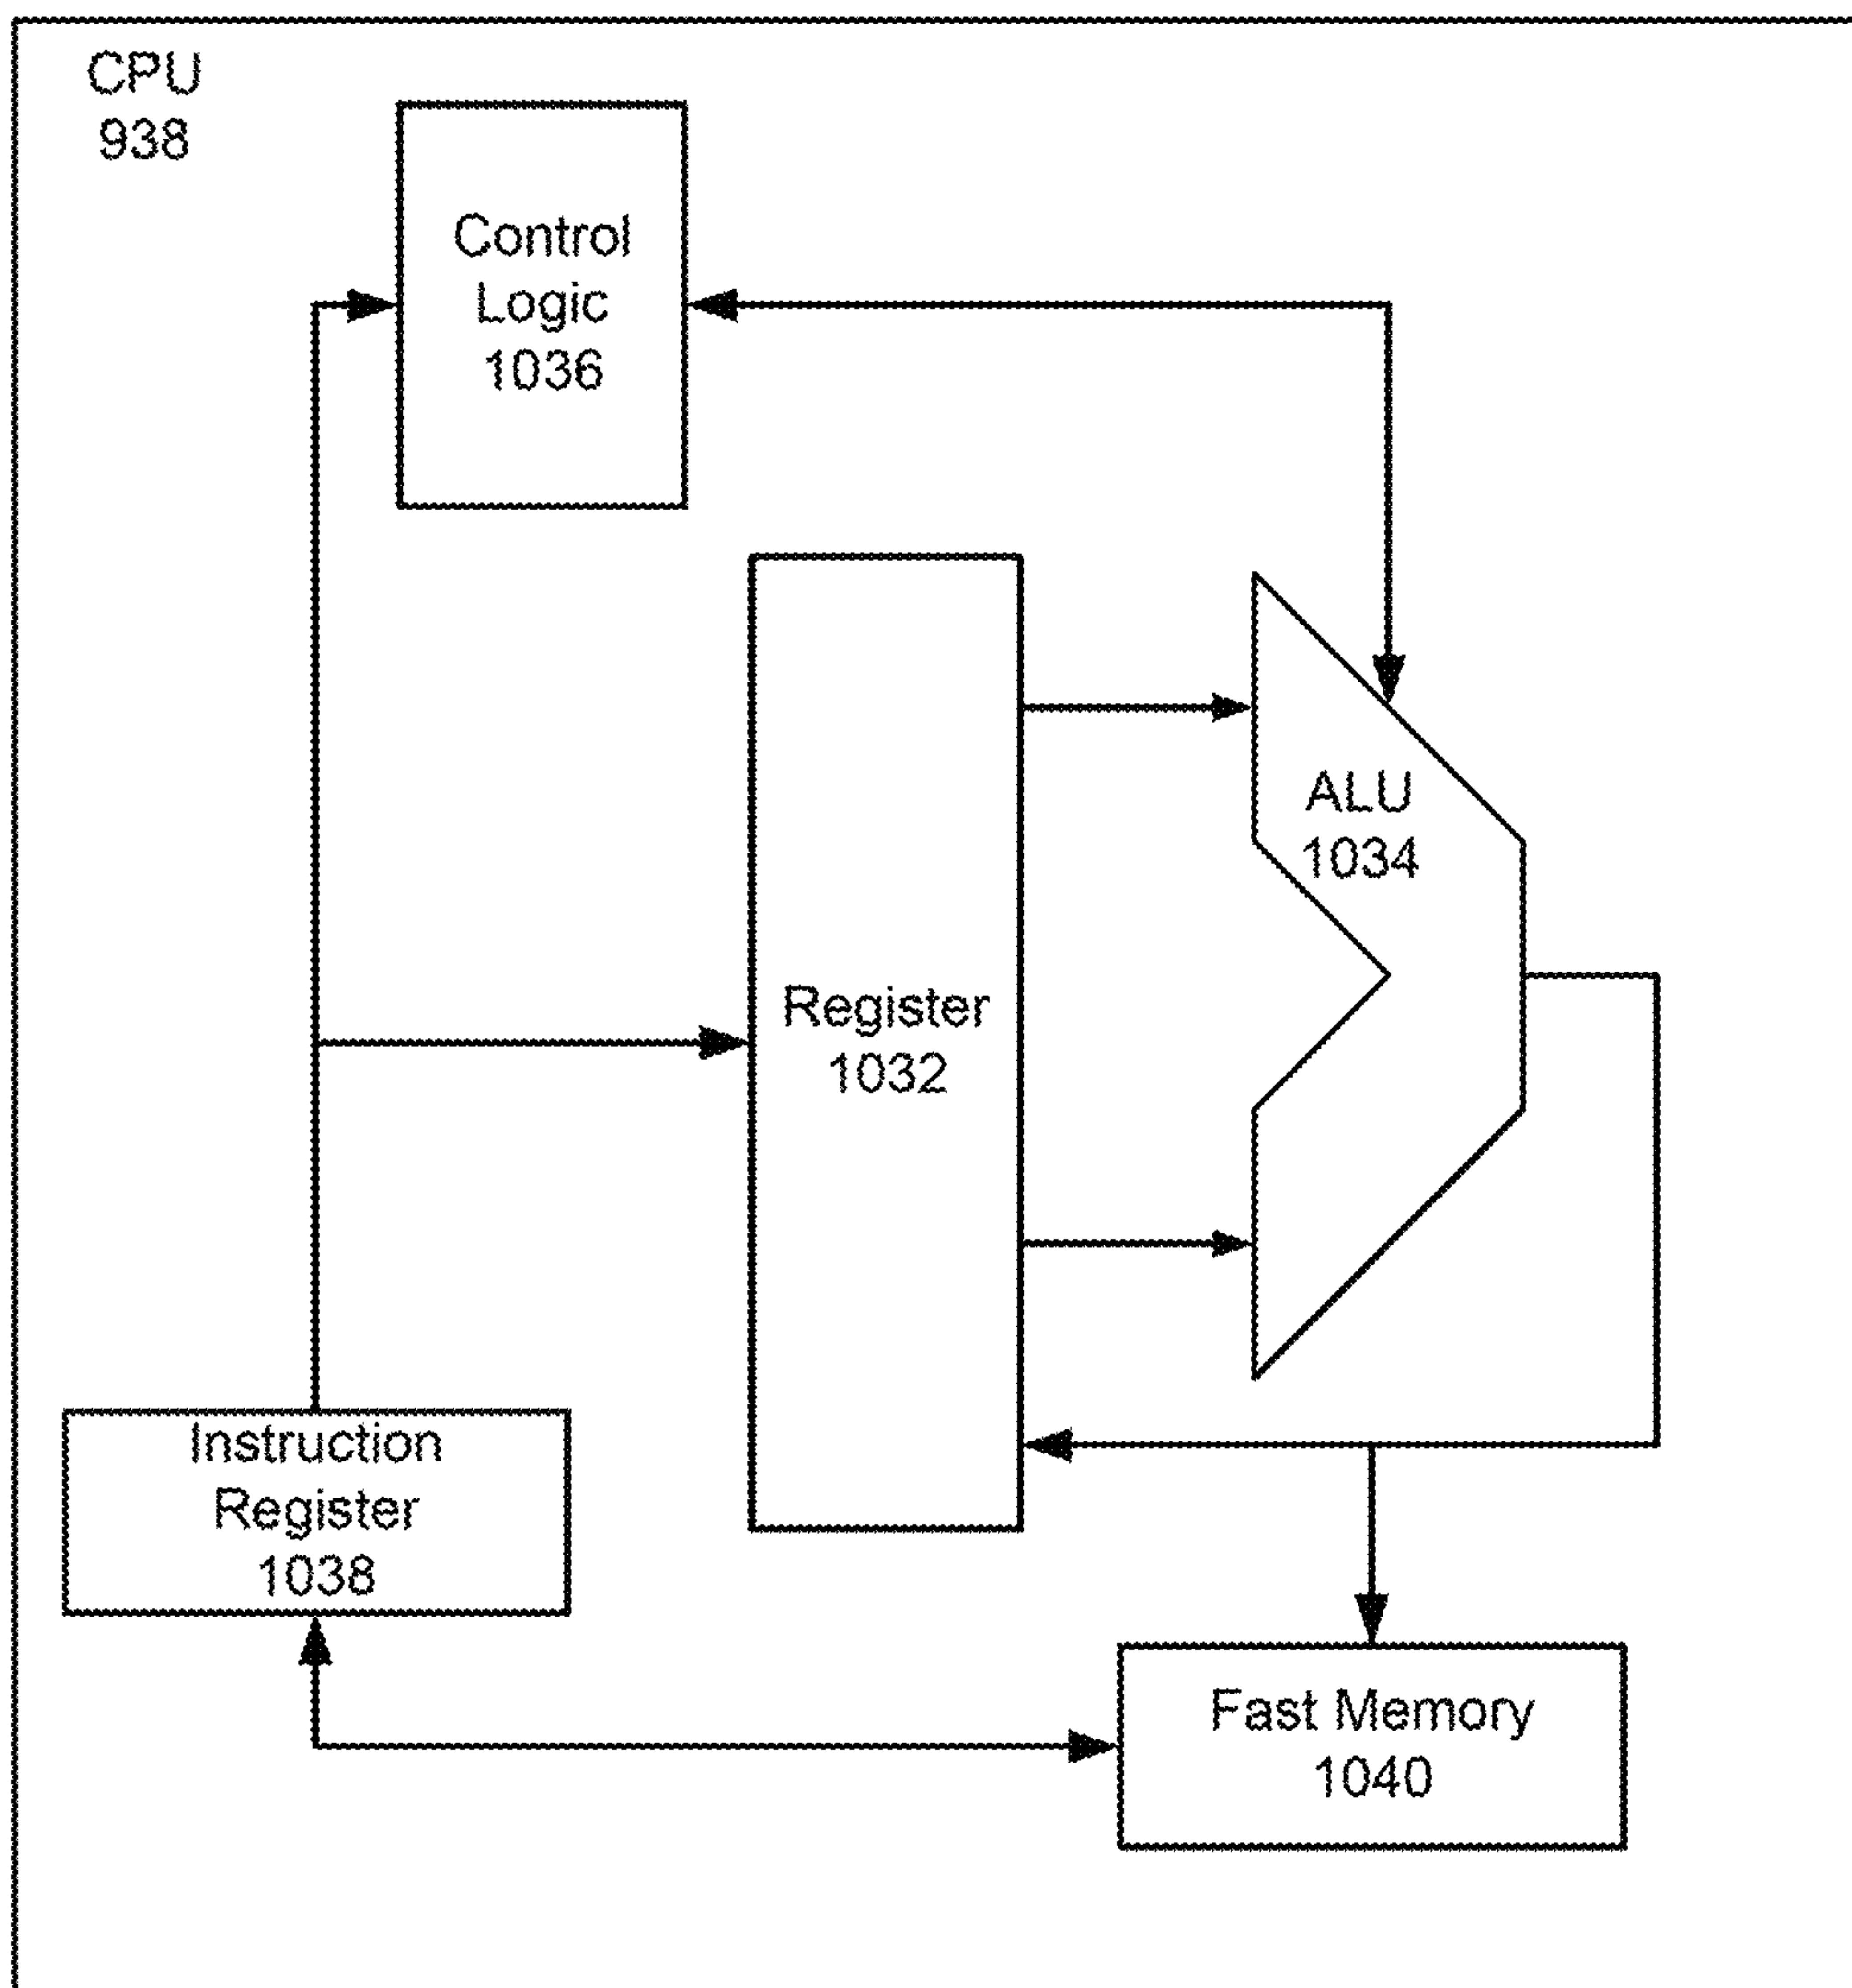 CPU
938
Control
Logic
1036
ALU
1034
Register
1032
Instruction
Register
1038
Fast Memory
1040